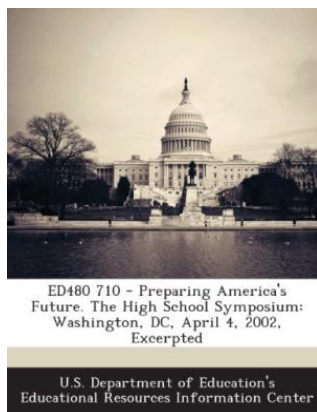 ED480 710 - Preparing America's
Future. The High School Symposium:
Washington, DC, April 4, 2002,
Excerpted
U.S. Department of Education's
Educational Resources Information Center